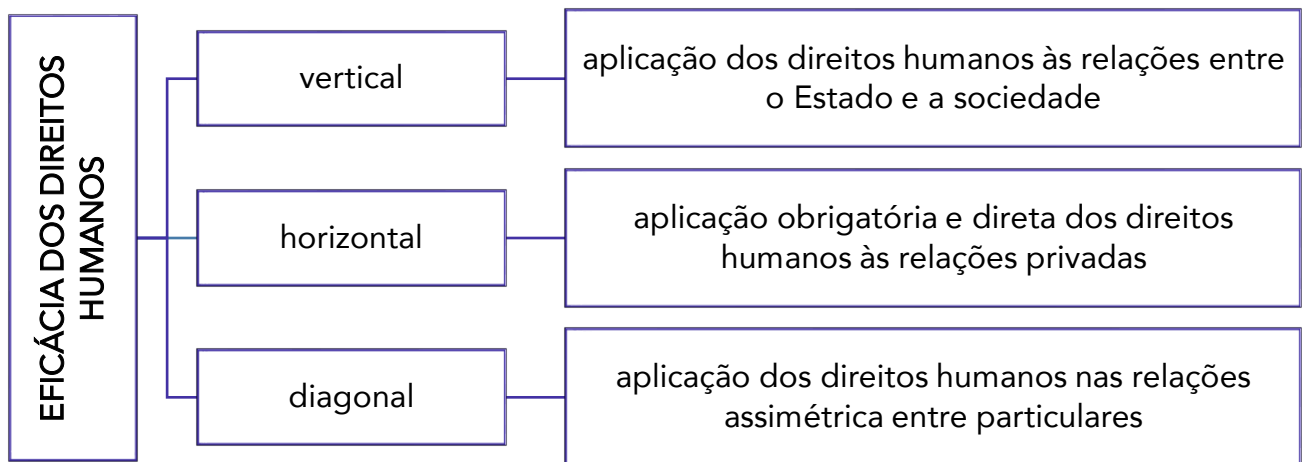 EFICÁCIA DOS DIREITOS
HUMANOS
vertical
aplicação dos direitos humanos às relações entre
o Estado e a sociedade
horizontal
aplicação obrigatória e direta dos direitos
humanos às relações privadas
diagonal
aplicação dos direitos humanos nas relações
assimétrica entre particulares